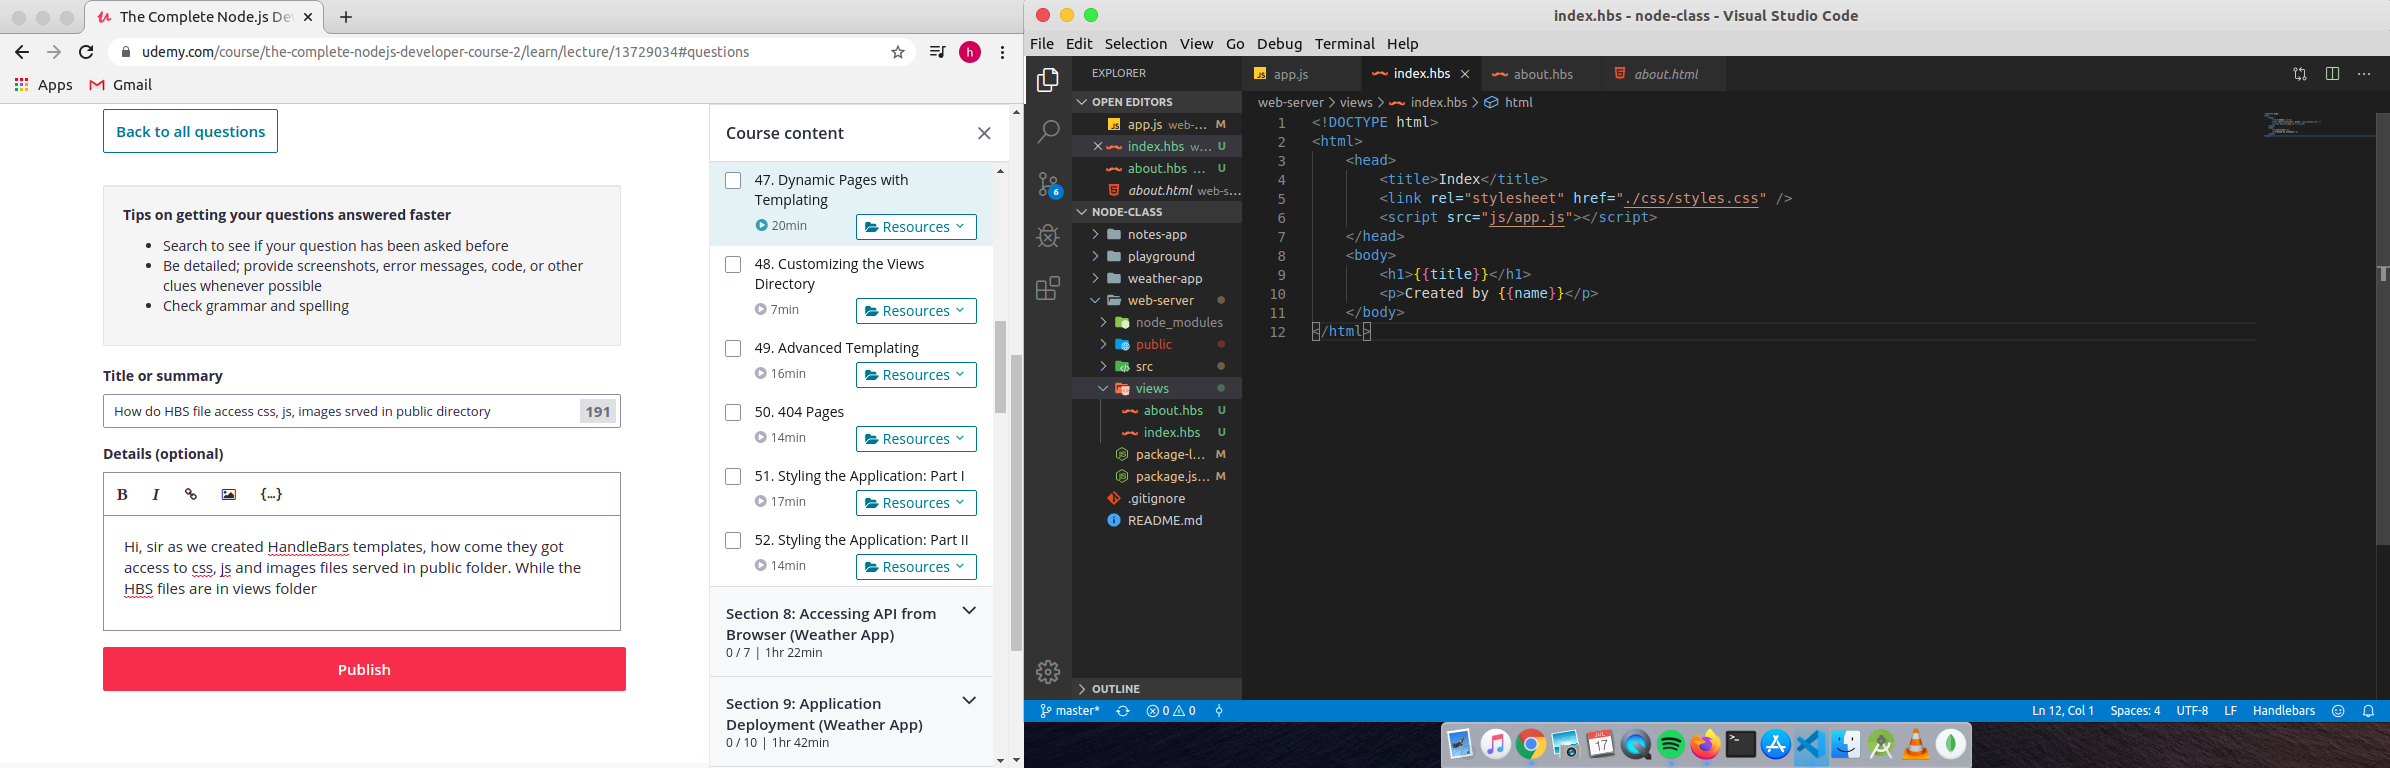 The Complete Node.js De
udemy.com/course/the-complete-nodejs-developer-course-2/learn/lecture/13729034#questions
h
Apps
Gmail
Back to all questions
Tips on getting your questions answered faster
Search to see if your question has been asked before
Be detailed; provide screenshots, error messages, code, or other
clues whenever possible
Check grammar and spelling
Title or summary
How do HBS file access css, js, images srved in public directory
191
Details (optional)
B I {...}
Hi, sir as we created HandleBars templates, how come they got
access to css, js and images files served in public folder. While the
HBS files are in views folder
Publish
Course content
47. Dynamic Pages with
Templating
20min
Resources
48. Customizing the Views
Directory
7min
Resources
49. Advanced Templating
16min
Resources
50. 404 Pages
14min
Resources
51. Styling the Application: Part I
17min
Resources
52. Styling the Application: Part II
14min
Resources
Section 8: Accessing API from
Browser (Weather App)
0 / 7 | 1hr 22min
Section 9: Application
Deployment (Weather App)
0 / 10 | 1hr 42min
index.hbs - node-class - Visual Studio Code
File Edit Selection View Go Debug Terminal Help
EXPLORER
OPEN EDITORS
JS app.js web-... M
index.hbs w... U
about.hbs ... U
about.html web-s...
NODE-CLASS
notes-app
playground
weather-app
web-server
node_modules
public
src
views
about.hbs U
index.hbs U
package-l... M
package.js... M
.gitignore
README.md
OUTLINE
6
JS app.js
index.hbs
about.hbs
about.html
web-server > views > index.hbs > html
1 <!DOCTYPE html>
2 <html>
3 <head>
4 <title>Index</title>
5 <link rel="stylesheet" href="./css/styles.css" />
6 <script src="js/app.js"></script>
7 </head>
8 <body>
9 <h1>{{title}}</h1>
10 <p>Created by {{name}}</p>
11 </body>
12 </html>
master* 0 0
Ln 12, Col 1 Spaces: 4 UTF-8 LF Handlebars
JUL
17